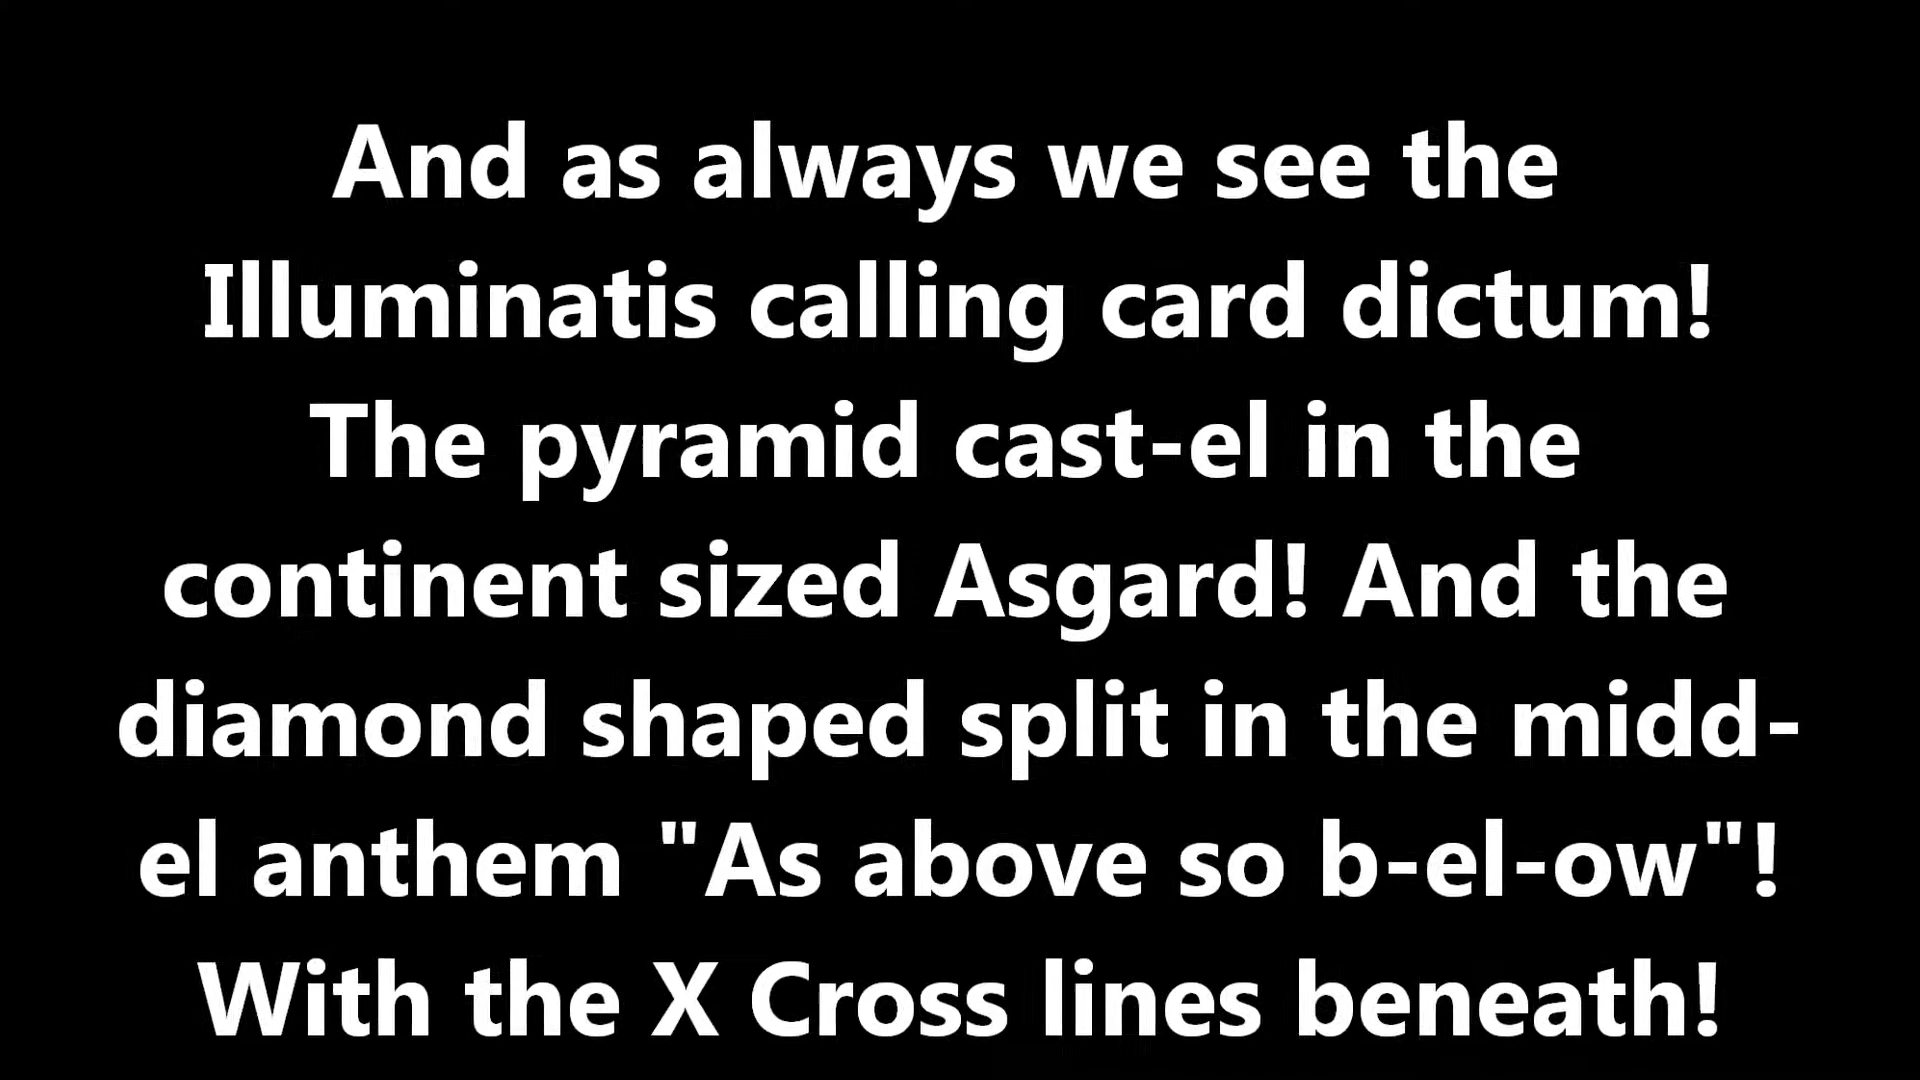 And as always we see the
Illuminatis calling card dictum!
The pyramid cast-el in the
continent sized Asgard! And the
diamond shaped split in the midd-
el anthem "As above so b-el-ow"!
With the X Cross lines beneath!